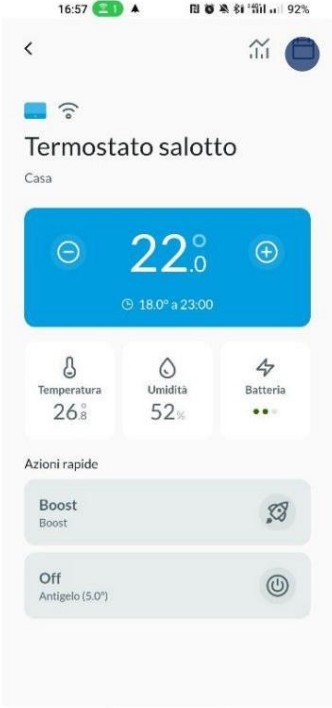 16:57 1 92%
Termostato salotto
Casa
22.0°
18.0° a 23:00
Temperatura Umidità Batteria
26.8° 52%
Azioni rapide
Boost
Boost
Off
Antigelo (5.0°)